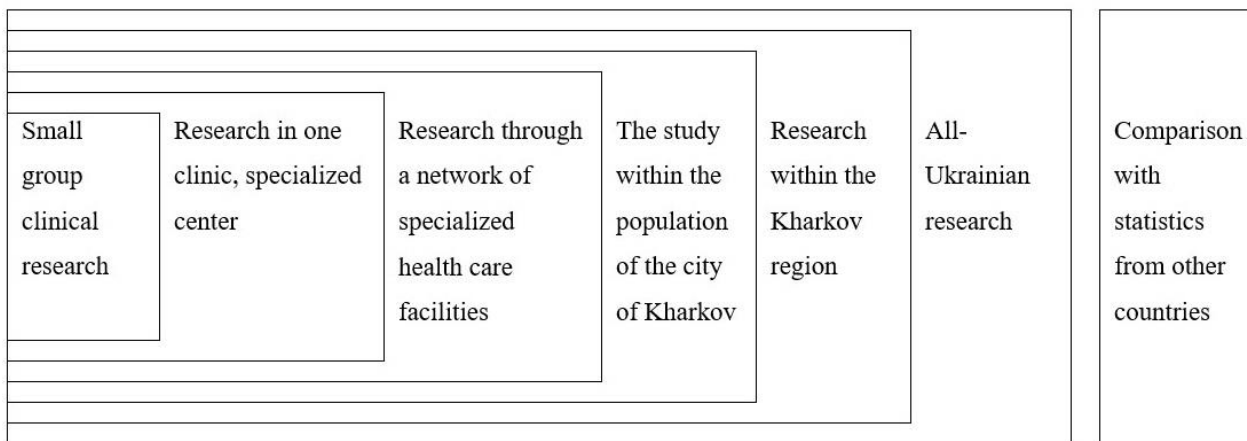 Small
group
clinical
research
Research in one
clinic, specialized
center
Research through
a network of
specialized
health care
facilities
The study
within the
population
of the city
of Kharkov
Research
within the
Kharkov
region
All-
Ukrainian
research
Comparison
with
statistics
from other
countries